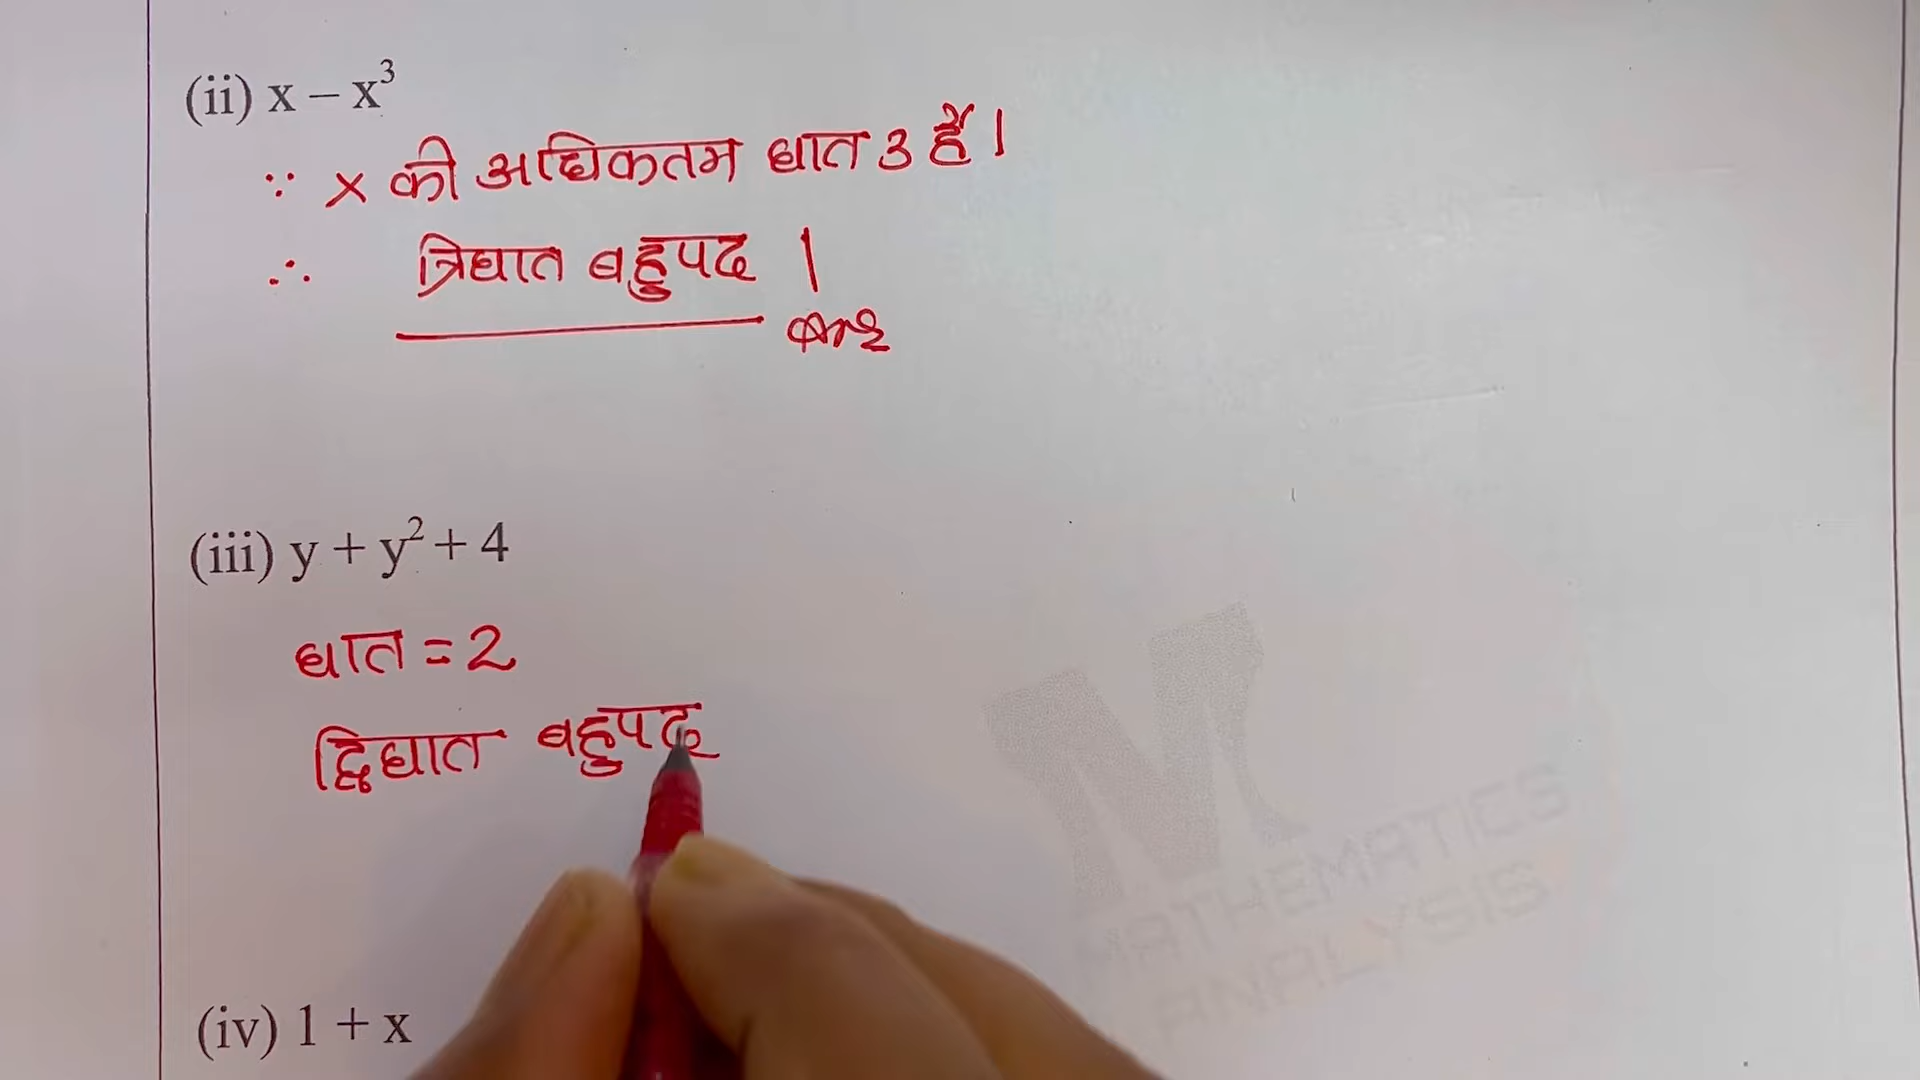 (ii) x – x³
∵ x की अधिकतम घात 3 हैं।
∴ त्रिघात बहुपद ।
Ans
(iii) y + y² + 4
घात = 2
द्विघात बहुपद
(iv) 1 + x
MATHEMATICS
ANALYSIS